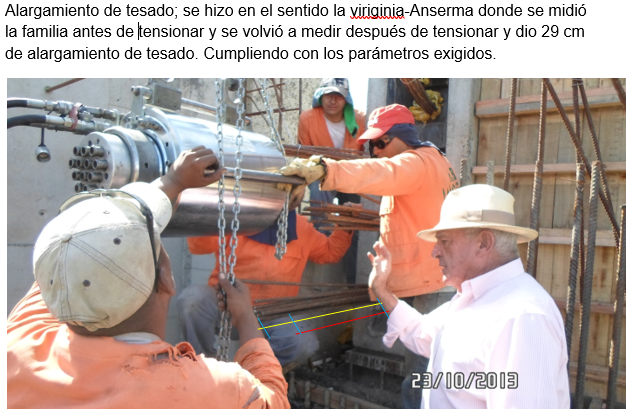 Alargamiento de tesado; se hizo en el sentido la viriginia-Anserma donde se midió
la familia antes de tensionar y se volvió a medir después de tensionar y dio 29 cm
de alargamiento de tesado. Cumpliendo con los parámetros exigidos.
23/10/2013